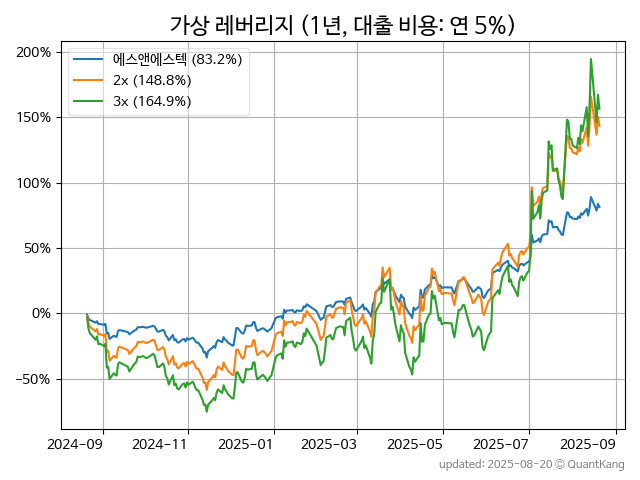 가상 레버리지 (1년, 대출 비용: 연 5%)
에스앤에스텍 (83.2%)
2x (148.8%)
3x (164.9%)
200%
150%
100%
50%
0%
−50%
2024-09
2024-11
2025-01
2025-03
2025-05
2025-07
2025-09
updated: 2025-08-20 © QuantKang